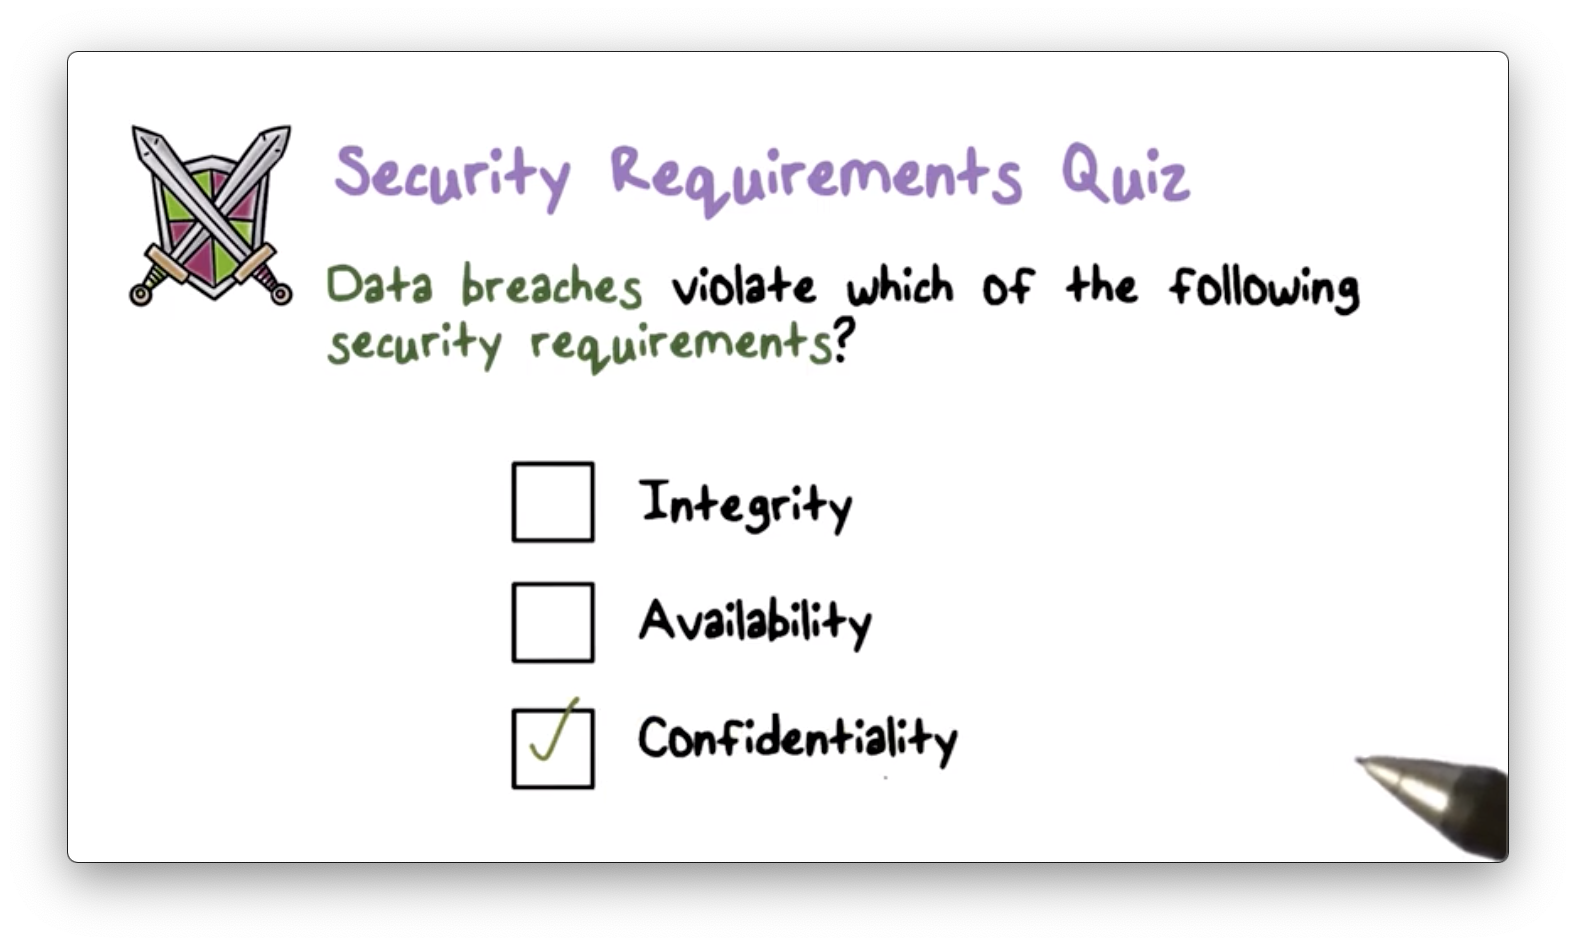 Security Requirements Quiz
Data breaches violate which of the following
security requirements?
Integrity
Availability
Confidentiality